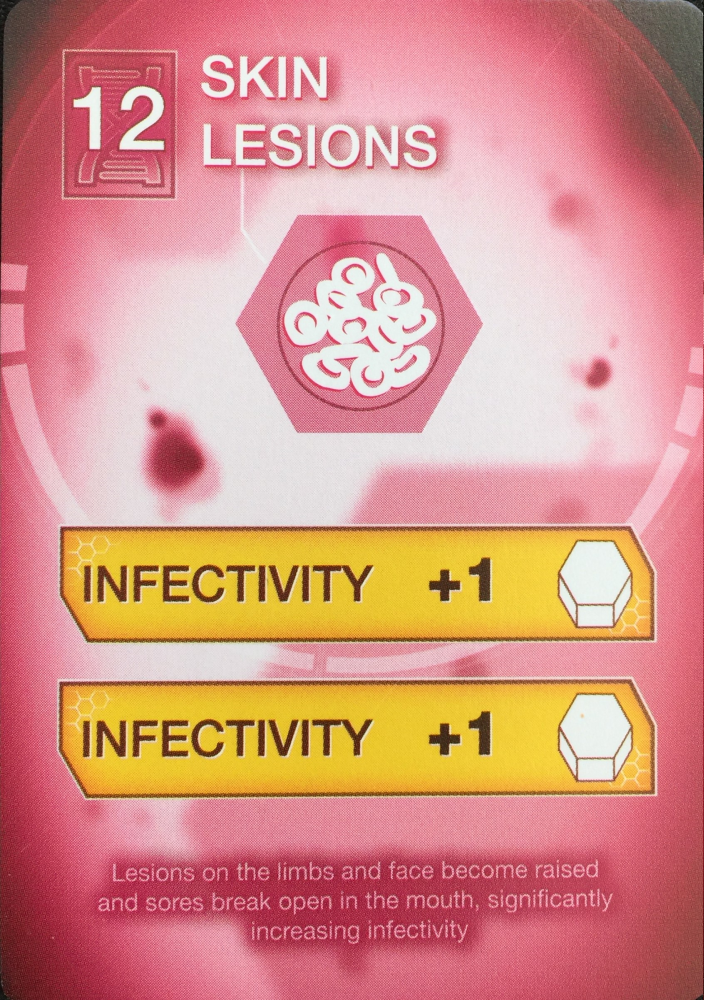 12
SKIN
LESIONS
INFECTIVITY +1
INFECTIVITY +1
Lesions on the limbs and face become raised
and sores break open in the mouth, significantly
increasing infectivity